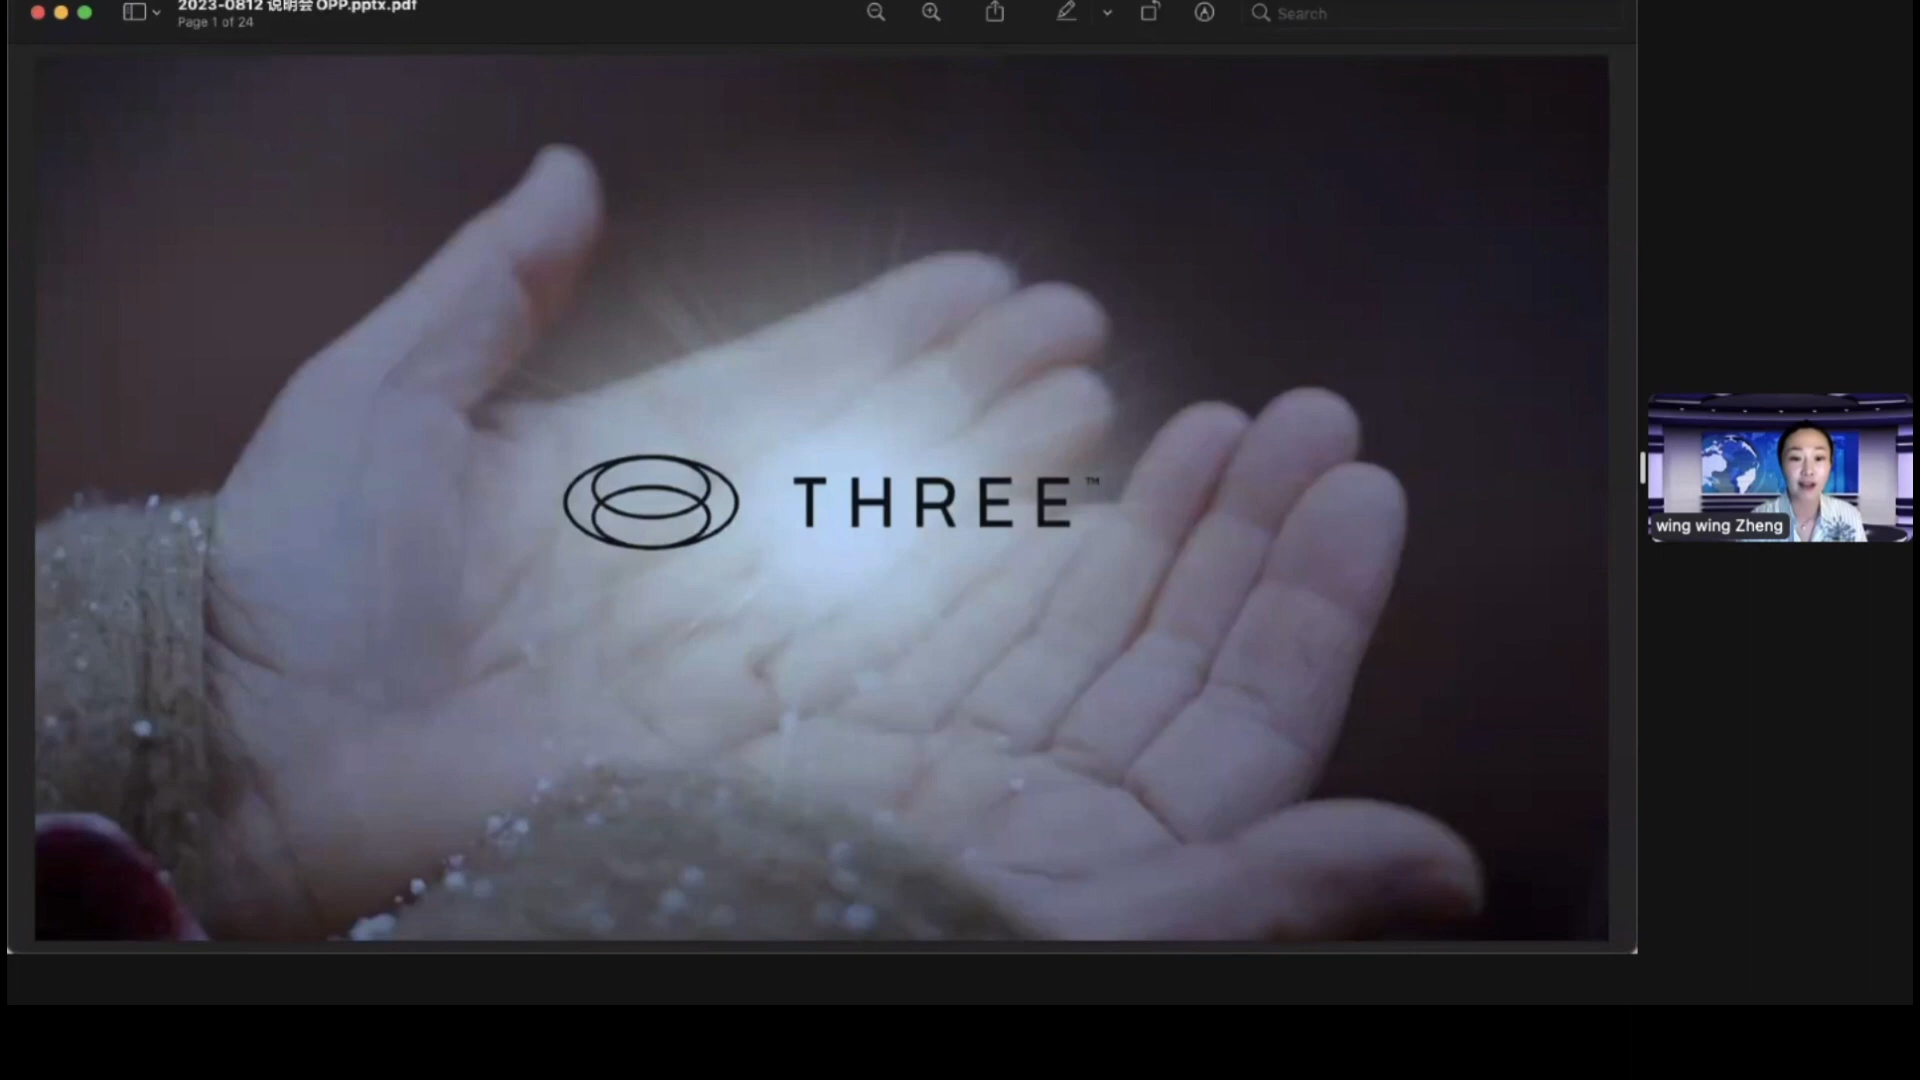 2023-0812 说明会 OPP.pptx.pdf
Page 1 of 24
Search
THREE™
wing wing Zheng